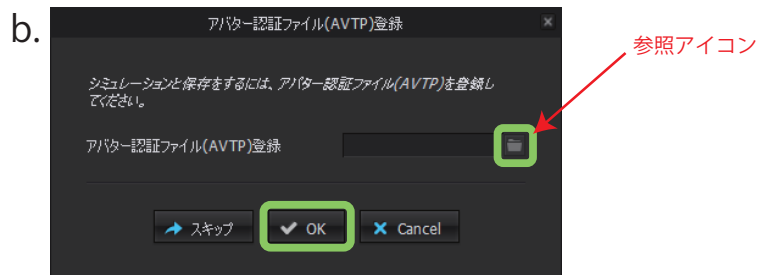 b.
アバター認証ファイル(AVTP)登録
参照アイコン
シミュレーションと保存をするには、アバター認証ファイル(AVTP)を登録し
てください。
アバター認証ファイル(AVTP)登録
スキップ OK Cancel